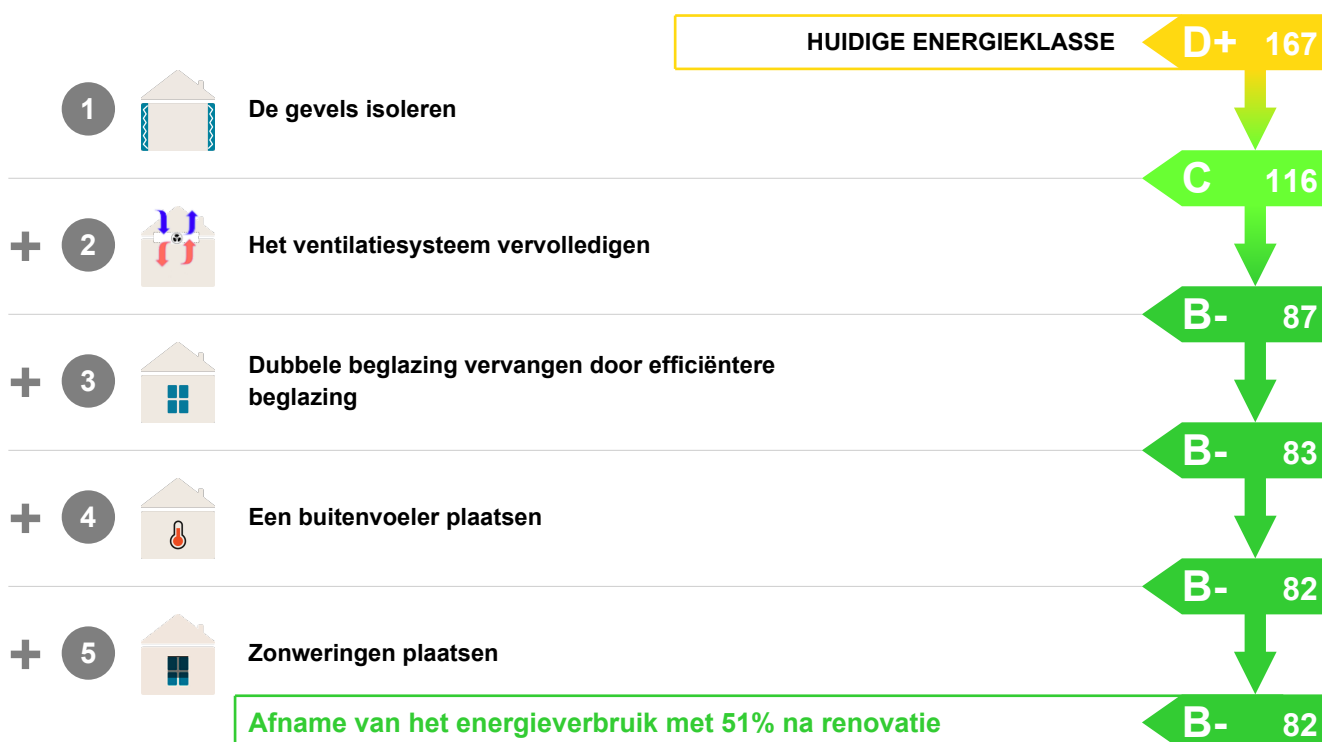 HUIDIGE ENERGIEKLASSE D+ 167
1 De gevels isoleren
C 116
+ 2 Het ventilatiesysteem vervolledigen
B- 87
+ 3 Dubbele beglazing vervangen door efficiëntere
beglazing
B- 83
+ 4 Een buitenvoeler plaatsen
B- 82
+ 5 Zonweringen plaatsen
Afname van het energieverbruik met 51% na renovatie B- 82